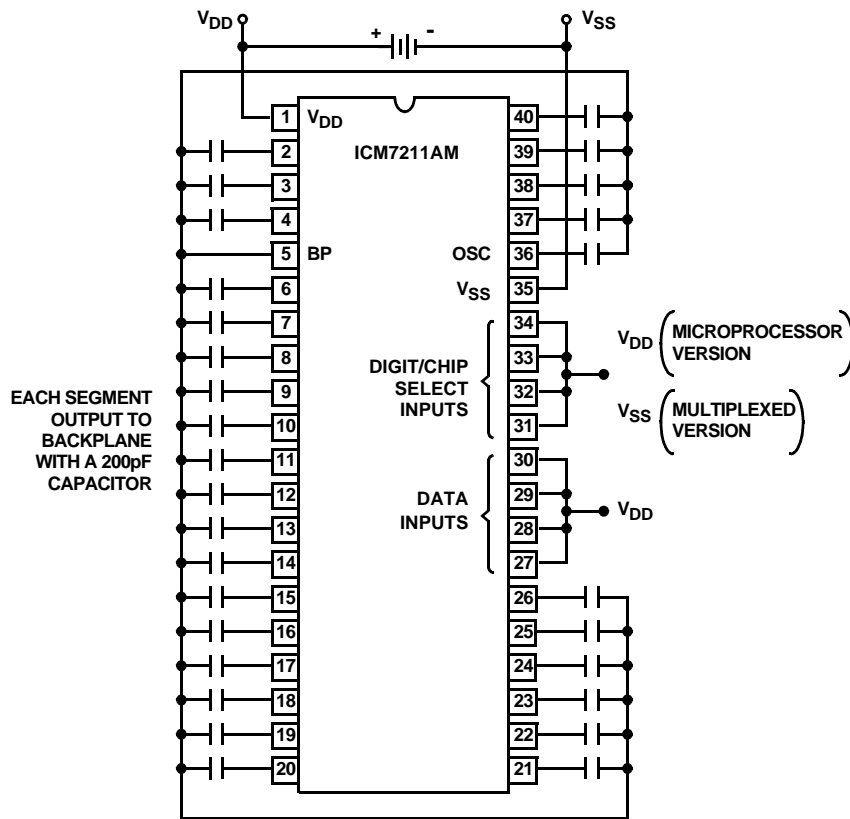 VDD
+
-
VSS
1
VDD
40
2
ICM7211AM
39
3
38
4
37
5
BP
OSC
36
6
VSS
35
7
34
8
33
9
32
10
31
11
30
12
29
13
28
14
27
15
26
16
25
17
24
18
23
19
22
20
21
DIGIT/CHIP
SELECT
INPUTS
DATA
INPUTS
EACH SEGMENT
OUTPUT TO
BACKPLANE
WITH A 200pF
CAPACITOR
VDD (MICROPROCESSOR
VERSION)
VSS (MULTIPLEXED
VERSION)
VDD